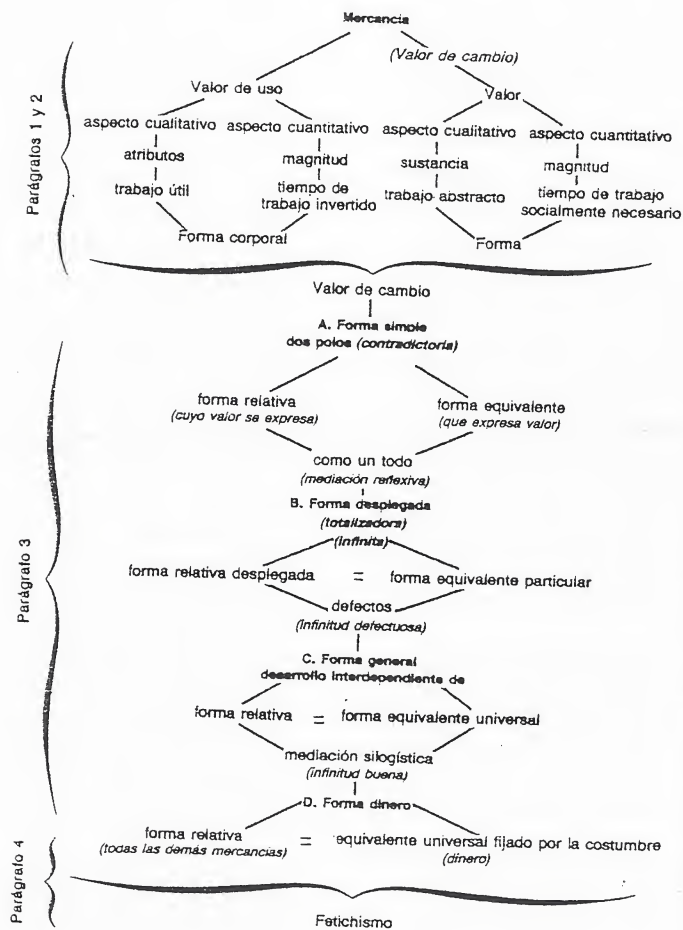 Mercancía
(Valor de cambio)
Valor de uso
Valor
aspecto cualitativo aspecto cuantitativo aspecto cualitativo aspecto cuantitativo
atributos magnitud sustancia magnitud
trabajo útil tiempo de trabajo abstracto tiempo de trabajo
trabajo invertido socialmente necesario
Forma corporal Forma
Parágrafos 1 y 2
Valor de cambio
A. Forma simple
dos polos (contradictoria)
forma relativa forma equivalente
(cuyo valor se expresa) (que expresa valor)
como un todo
(mediación reflexiva)
B. Forma desplegada
(totalizadora)
(infinita)
forma relativa desplegada = forma equivalente particular
defectos
(Infinitud defectuosa)
C. Forma general
desarrollo interdependiente de
forma relativa = forma equivalente universal
mediación silogística
(infinitud buena)
D. Forma dinero
Parágrafo 3
forma relativa = equivalente universal fijado por la costumbre
(todas las demás mercancias) (dinero)
Parágrafo 4
Fetichismo